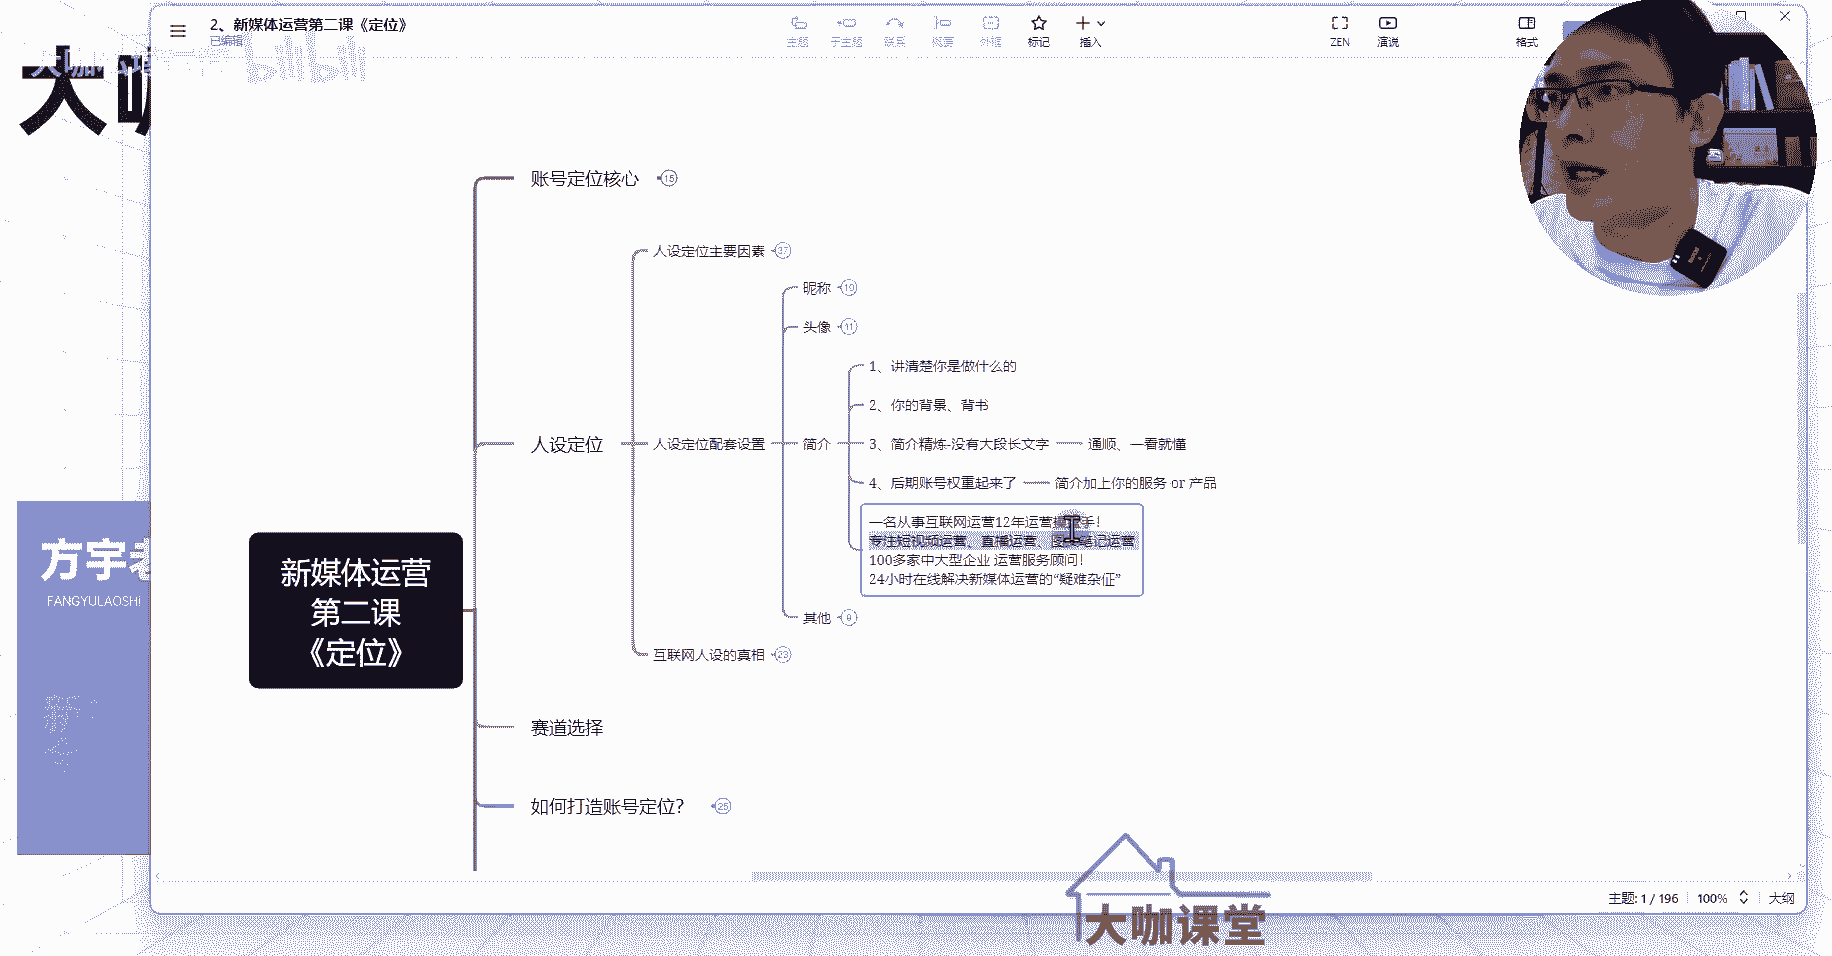 2、新媒体运营第二课《定位》
已编辑
主题
子主题
联系
概要
外框
标记
插入
ZEN
演说
格式
bilibili
大咖
账号定位核心 15
人设定位主要因素 37
昵称 19
头像 11
1、讲清楚你是做什么的
2、你的背景、背书
人设定位
人设定位配套设置
简介
3、简介精炼-没有大段长文字
通顺、一看就懂
4、后期账号权重起来了
简介加上你的服务 or 产品
一名从事互联网运营12年运营操盘手!
专注短视频运营、直播运营、图文笔记运营
100多家中大型企业 运营服务顾问!
24小时在线解决新媒体运营的“疑难杂症”
其他 9
互联网人设的真相 23
方宇老
FANGYULAOSHI
新媒体运营
第二课
《定位》
赛道选择
如何打造账号定位? 25
主题: 1 / 196
100%
大纲
大咖课堂